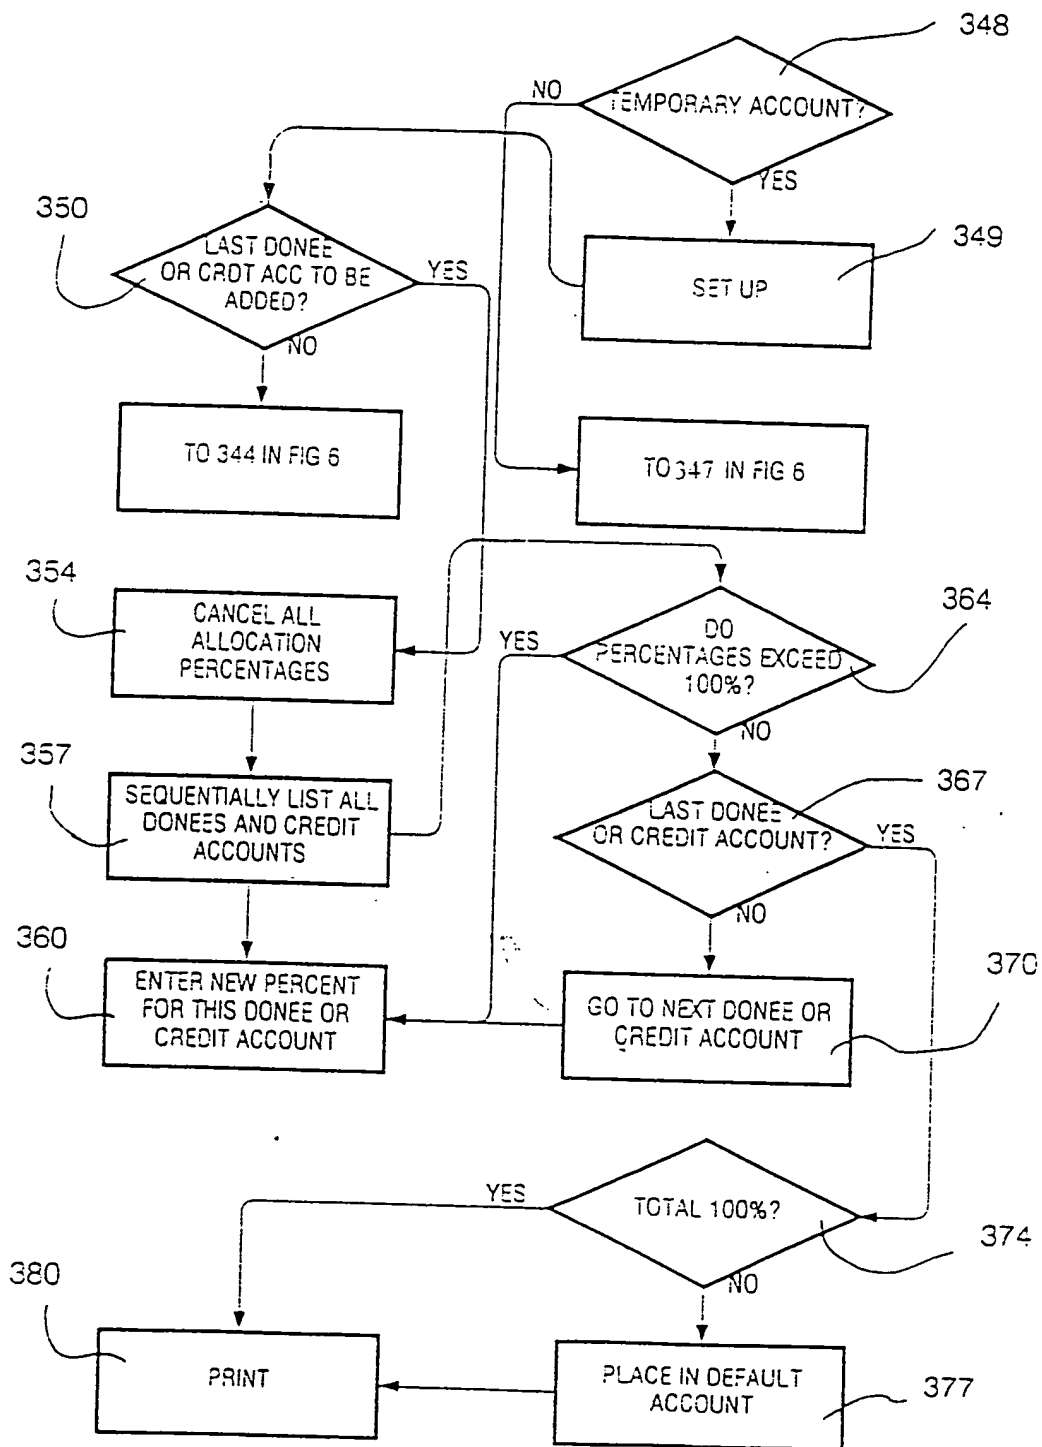 348
NO
TEMPORARY ACCOUNT?
YES
350
LAST DONEE
OR CRDT ACC TO BE
ADDED?
YES
NO
349
SET UP
TO 344 IN FIG 6
TO 347 IN FIG 6
354
CANCEL ALL
ALLOCATION
PERCENTAGES
YES
DO
PERCENTAGES EXCEED
100%?
364
NO
357
SEQUENTIALLY LIST ALL
DONEES AND CREDIT
ACCOUNTS
LAST DONEE
OR CREDIT ACCOUNT?
367
YES
NO
360
ENTER NEW PERCENT
FOR THIS DONEE OR
CREDIT ACCOUNT
GO TO NEXT DONEE OR
CREDIT ACCOUNT
370
YES
TOTAL 100%?
374
NO
380
PRINT
PLACE IN DEFAULT
ACCOUNT
377